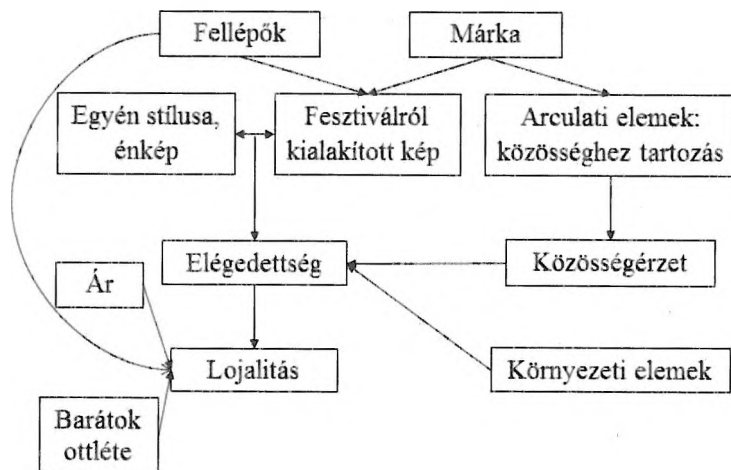 Fellépők
Márka
Egyén stílusa,
énkép
Fesztiválról
kialakított kép
Arculati elemek:
közösséghez tartozás
Elégedettség
Közösségérzet
Ár
Lojalitás
Környezeti elemek
Barátok
ottléte